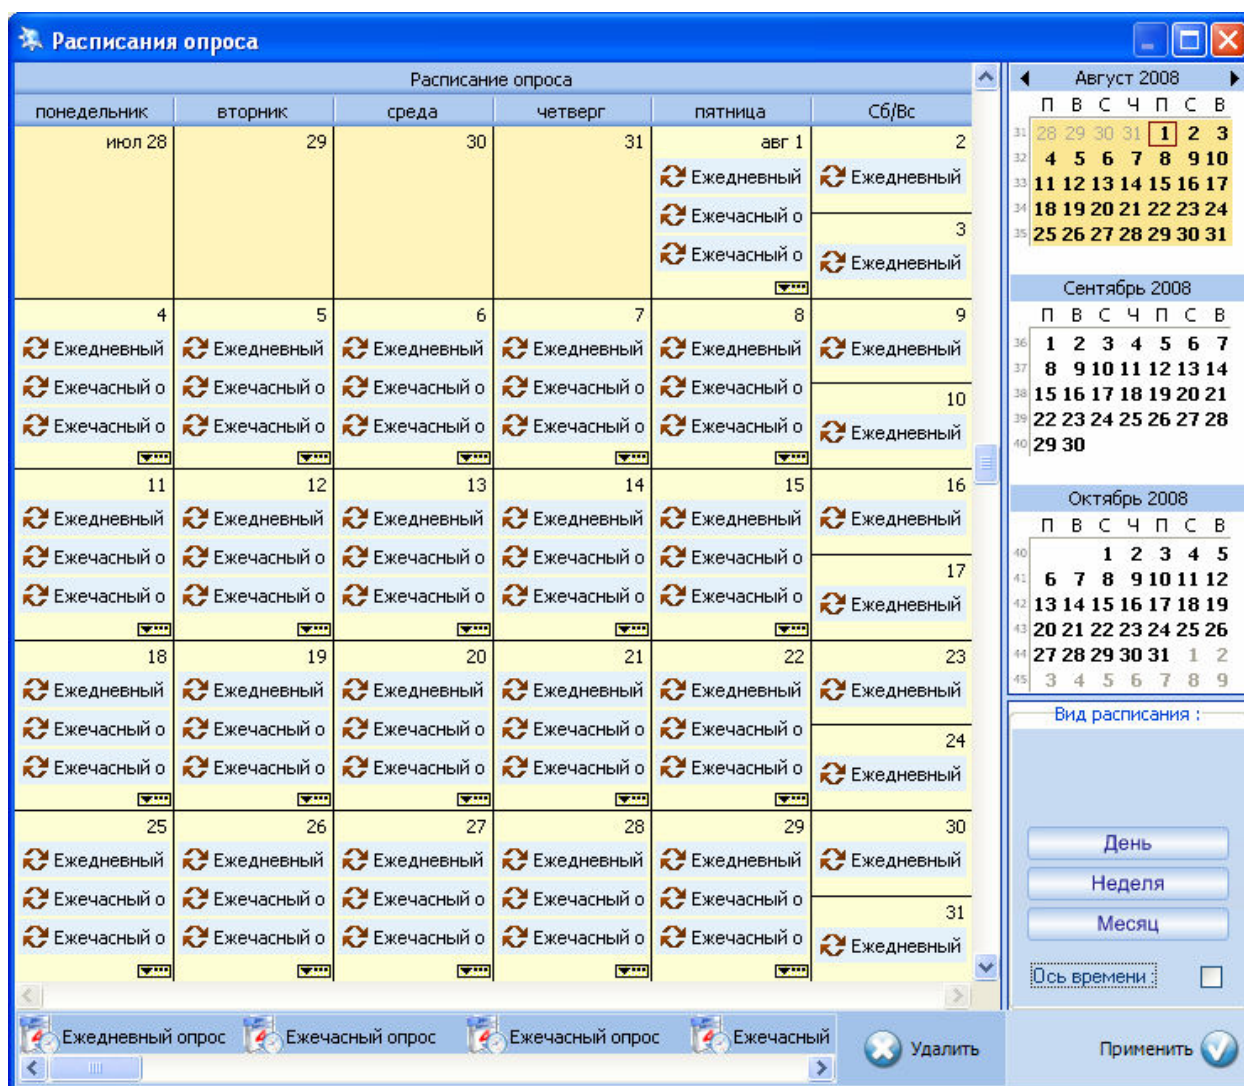 Расписания опроса
Расписание опроса
понедельник вторник среда четверг пятница Сб/Вс
июл 28 29 30 31 авг 1 2
Ежедневный Ежедневный
Ежечасный о
3
Ежечасный о Ежедневный
4 5 6 7 8 9
Ежедневный Ежедневный Ежедневный Ежедневный Ежедневный Ежедневный
Ежечасный о Ежечасный о Ежечасный о Ежечасный о Ежечасный о
10
Ежечасный о Ежечасный о Ежечасный о Ежечасный о Ежечасный о Ежедневный
11 12 13 14 15 16
Ежедневный Ежедневный Ежедневный Ежедневный Ежедневный Ежедневный
Ежечасный о Ежечасный о Ежечасный о Ежечасный о Ежечасный о
17
Ежечасный о Ежечасный о Ежечасный о Ежечасный о Ежечасный о Ежедневный
18 19 20 21 22 23
Ежедневный Ежедневный Ежедневный Ежедневный Ежедневный Ежедневный
Ежечасный о Ежечасный о Ежечасный о Ежечасный о Ежечасный о
24
Ежечасный о Ежечасный о Ежечасный о Ежечасный о Ежечасный о Ежедневный
25 26 27 28 29 30
Ежедневный Ежедневный Ежедневный Ежедневный Ежедневный Ежедневный
Ежечасный о Ежечасный о Ежечасный о Ежечасный о Ежечасный о
31
Ежечасный о Ежечасный о Ежечасный о Ежечасный о Ежечасный о Ежедневный
Август 2008
П В С Ч П С В
31 28 29 30 31 1 2 3
32 4 5 6 7 8 9 10
33 11 12 13 14 15 16 17
34 18 19 20 21 22 23 24
35 25 26 27 28 29 30 31
Сентябрь 2008
П В С Ч П С В
36 1 2 3 4 5 6 7
37 8 9 10 11 12 13 14
38 15 16 17 18 19 20 21
39 22 23 24 25 26 27 28
40 29 30
Октябрь 2008
П В С Ч П С В
40 1 2 3 4 5
41 6 7 8 9 10 11 12
42 13 14 15 16 17 18 19
43 20 21 22 23 24 25 26
44 27 28 29 30 31 1 2
45 3 4 5 6 7 8 9
Вид расписания :
День
Неделя
Месяц
Ось времени :
Ежедневный опрос Ежечасный опрос Ежечасный опрос Ежечасный
Удалить
Применить